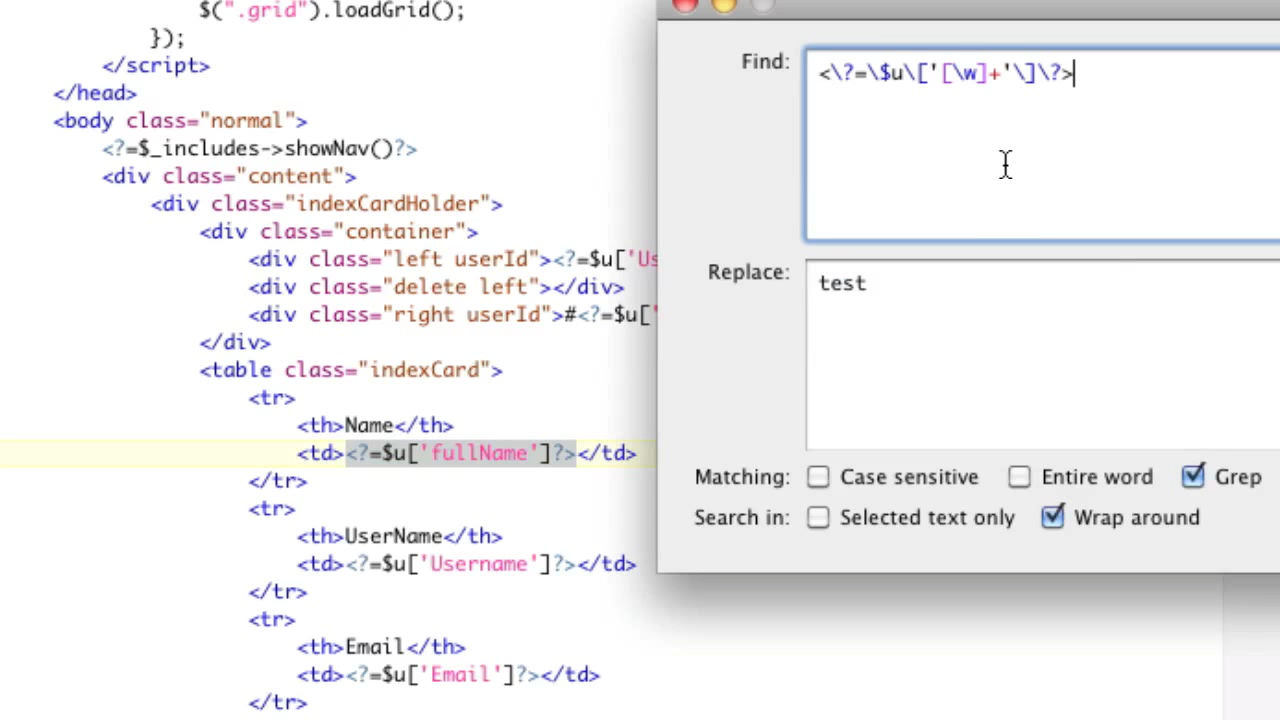 $(".grid").loadGrid();
});
</script>
</head>
<body class="normal">
<?=$_includes->showNav()?>
<div class="content">
<div class="indexCardHolder">
<div class="container">
<div class="left userId"><?=$u['Us
<div class="delete left"></div>
<div class="right userId">#<?=$u['
</div>
<table class="indexCard">
<tr>
<th>Name</th>
<td><?=$u['fullName']?></td>
</tr>
<tr>
<th>UserName</th>
<td><?=$u['Username']?></td>
</tr>
<tr>
<th>Email</th>
<td><?=$u['Email']?></td>
</tr>
Find:
<\?=\$u\['[\w]+'\]\?>
Replace:
test
Matching: Case sensitive Entire word Grep
Search in: Selected text only Wrap around